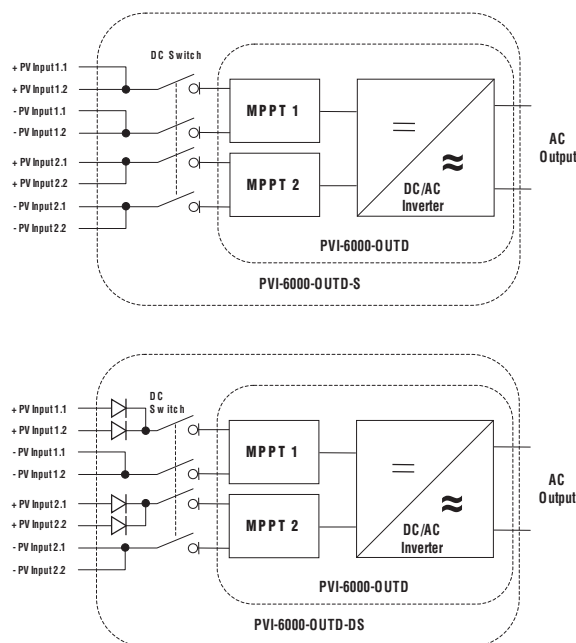 DC Switch
+ PV Input 1.1
+ PV Input 1.2
- PV Input 1.1
- PV Input 1.2
+ PV Input 2.1
+ PV Input 2.2
- PV Input 2.1
- PV Input 2.2
MPPT 1
MPPT 2
=
≈
DC/AC
Inverter
AC
Output
PVI-6000-OUTD
PVI-6000-OUTD-S
DC
Switch
+ PV Input 1.1
+ PV Input 1.2
- PV Input 1.1
- PV Input 1.2
+ PV Input 2.1
+ PV Input 2.2
- PV Input 2.1
- PV Input 2.2
MPPT 1
MPPT 2
=
≈
DC/AC
Inverter
AC
Output
PVI-6000-OUTD
PVI-6000-OUTD-DS